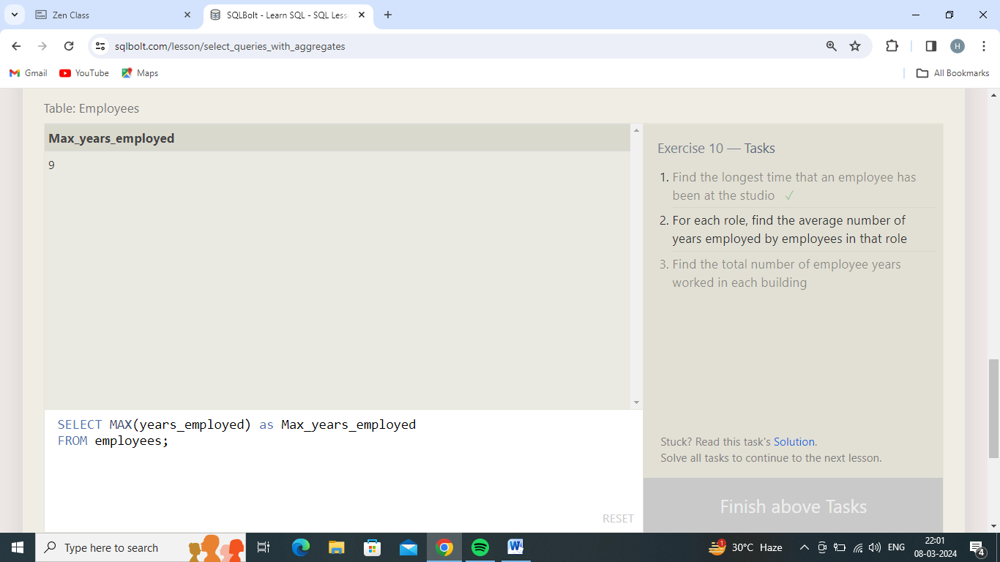 Zen Class
SQLBolt - Learn SQL - SQL Less
sqlbolt.com/lesson/select_queries_with_aggregates
H
Gmail
YouTube
Maps
All Bookmarks
Table: Employees
Max_years_employed
9
Exercise 10 — Tasks
1. Find the longest time that an employee has
been at the studio ✓
2. For each role, find the average number of
years employed by employees in that role
3. Find the total number of employee years
worked in each building
SELECT MAX(years_employed) as Max_years_employed
FROM employees;
Stuck? Read this task's Solution.
Solve all tasks to continue to the next lesson.
RESET
Finish above Tasks
Type here to search
W
1
30°C Haze
ENG
22:01
08-03-2024
4